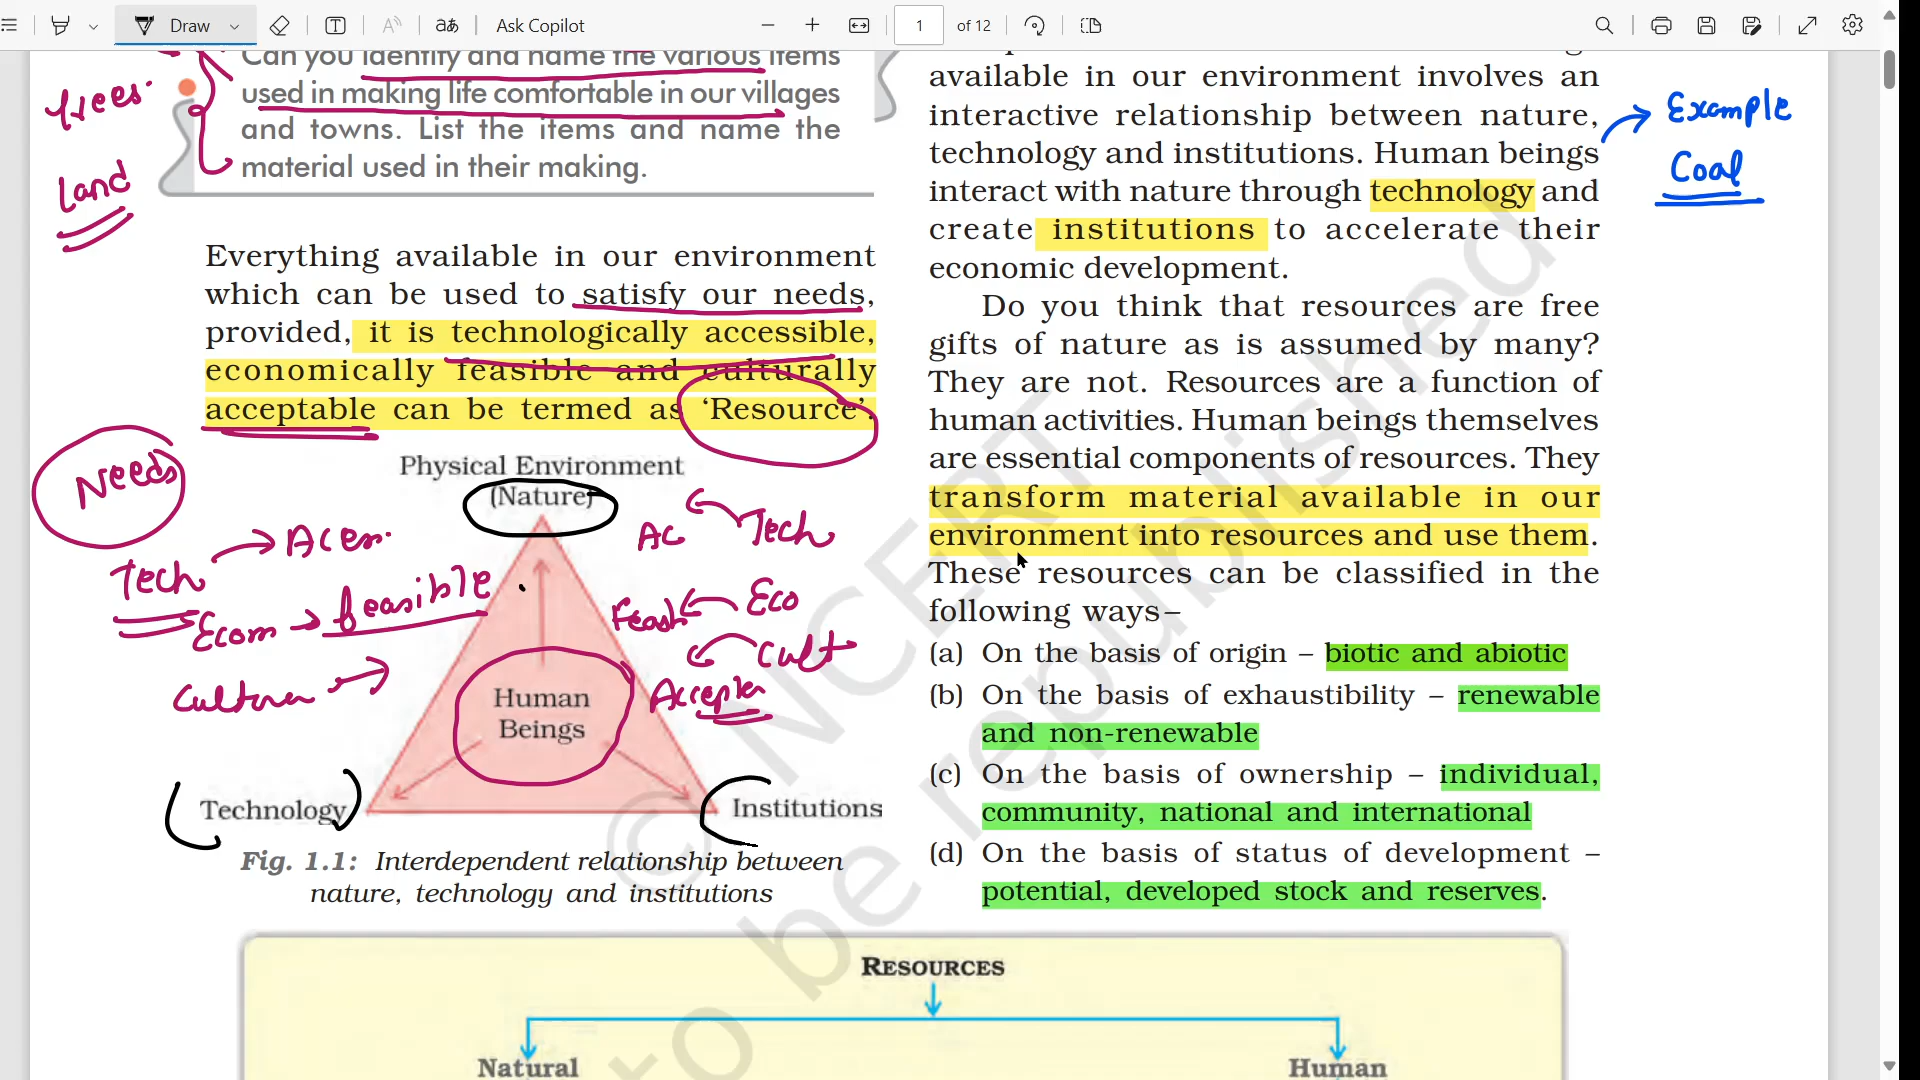 Draw
Ask Copilot
1 of 12
Can you identify and name the various items
used in making life comfortable in our villages
and towns. List the items and name the
material used in their making.
trees
Land
Everything available in our environment
which can be used to satisfy our needs,
provided, it is technologically accessible,
economically feasible and culturally
acceptable can be termed as ‘Resource’.
Needs
Physical Environment
(Nature)
Tech
Econ → feasible
AC
Tech
Feash
Eco
Cult
Human
Beings
Technology
Institutions
Fig. 1.1: Interdependent relationship between
nature, technology and institutions
available in our environment involves an
interactive relationship between nature,
technology and institutions. Human beings
interact with nature through technology and
create institutions to accelerate their
economic development.
Example
Coal
Do you think that resources are free
gifts of nature as is assumed by many?
They are not. Resources are a function of
human activities. Human beings themselves
are essential components of resources. They
transform material available in our
environment into resources and use them.
These resources can be classified in the
following ways–
(a) On the basis of origin – biotic and abiotic
(b) On the basis of exhaustibility – renewable
and non-renewable
(c) On the basis of ownership – individual,
community, national and international
(d) On the basis of status of development –
potential, developed stock and reserves.
© NCERT
to be republished
RESOURCES
Natural
Human